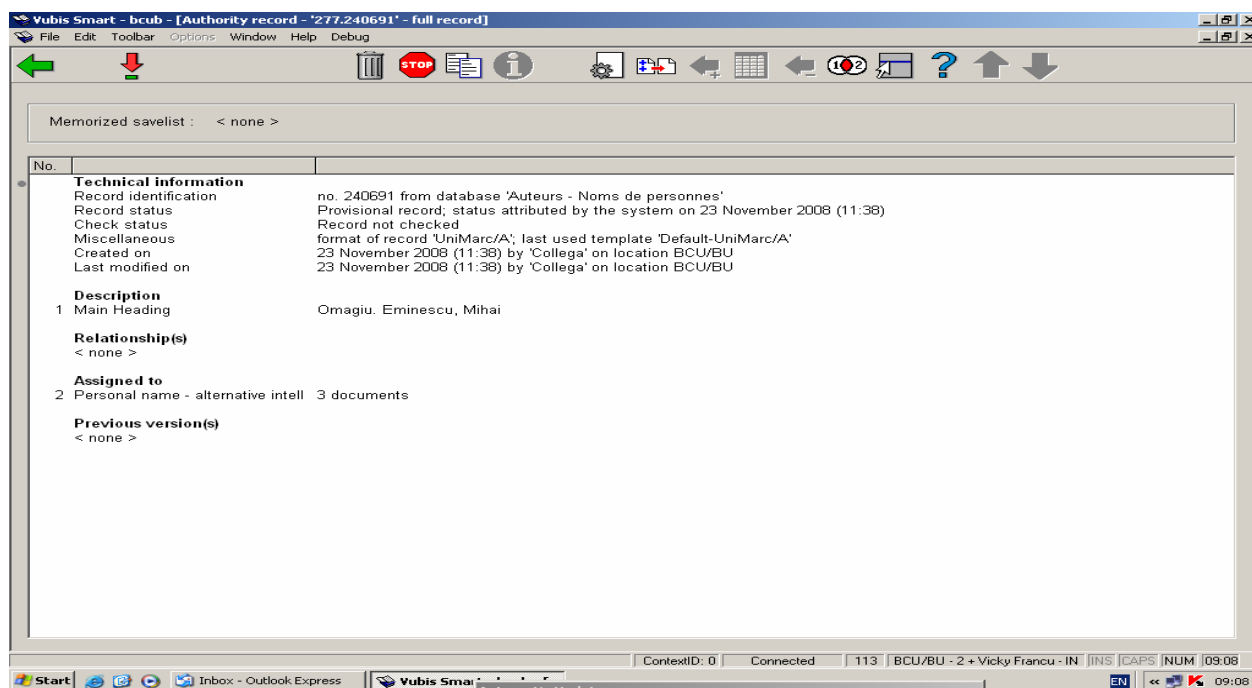 Vubis Smart - bcub - [Authority record - '277.240691' - full record]
File Edit Toolbar Options Window Help Debug
STOP
1 2
Memorized savelist : < none >
No.
Technical information
Record identification no. 240691 from database 'Auteurs - Noms de personnes'
Record status Provisional record; status attributed by the system on 23 November 2008 (11:38)
Check status Record not checked
Miscellaneous format of record 'UniMarc/A'; last used template 'Default-UniMarc/A'
Created on 23 November 2008 (11:38) by 'Collega' on location BCU/BU
Last modified on 23 November 2008 (11:38) by 'Collega' on location BCU/BU
Description
1 Main Heading Omagiu. Eminescu, Mihai
Relationship(s)
< none >
Assigned to
2 Personal name - alternative intell 3 documents
Previous version(s)
< none >
ContextID: 0 Connected 113 BCU/BU - 2 + Vicky Francu - IN INS CAPS NUM 09:08
Start Inbox - Outlook Express Vubis Smar EN « 09:08